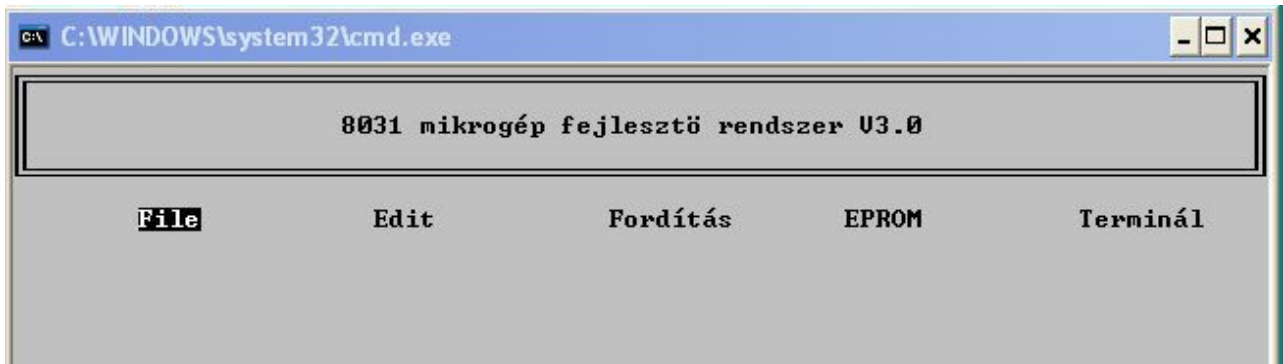 C:\WINDOWS\system32\cmd.exe
8031 mikrogép fejlesztö rendszer V3.0
File Edit Fordítás EPROM Terminál